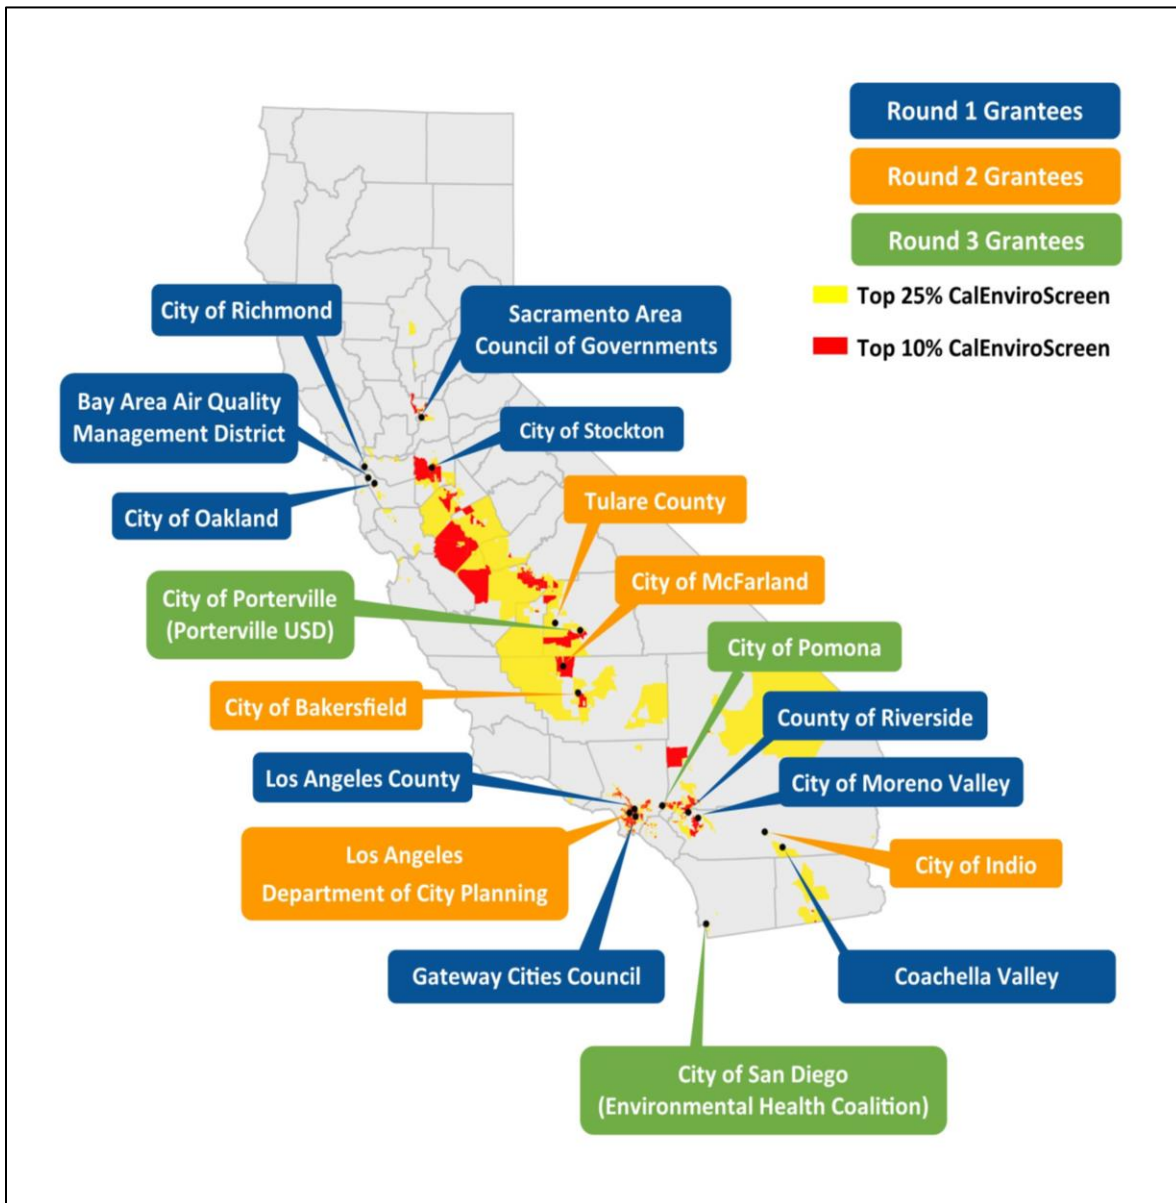 Round 1 Grantees
Round 2 Grantees
Round 3 Grantees
Top 25% CalEnviroScreen
Top 10% CalEnviroScreen
City of Richmond
Sacramento Area
Council of Governments
Bay Area Air Quality
Management District
City of Stockton
City of Oakland
Tulare County
City of McFarland
City of Porterville
(Porterville USD)
City of Pomona
City of Bakersfield
County of Riverside
Los Angeles County
City of Moreno Valley
Los Angeles
Department of City Planning
City of Indio
Gateway Cities Council
Coachella Valley
City of San Diego
(Environmental Health Coalition)